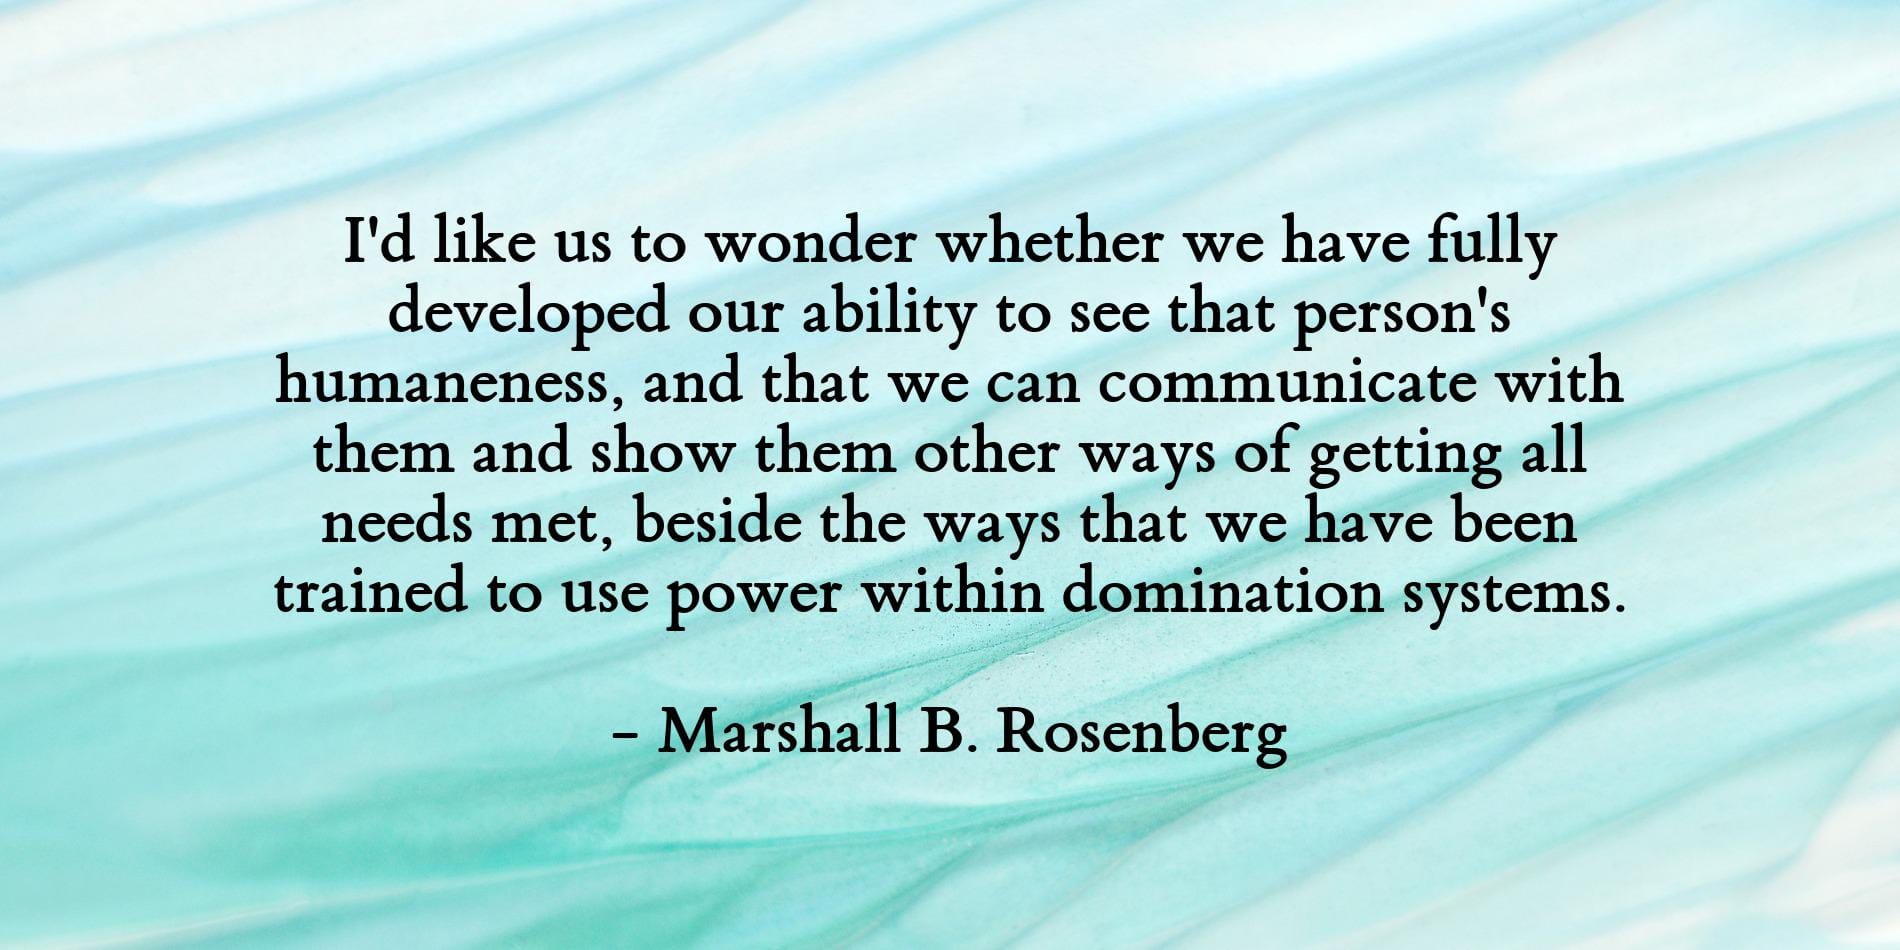 I'd like us to wonder whether we have fully
developed our ability to see that person's
humaneness, and that we can communicate with
them and show them other ways of getting all
needs met, beside the ways that we have been
trained to use power within domination systems.
– Marshall B. Rosenberg